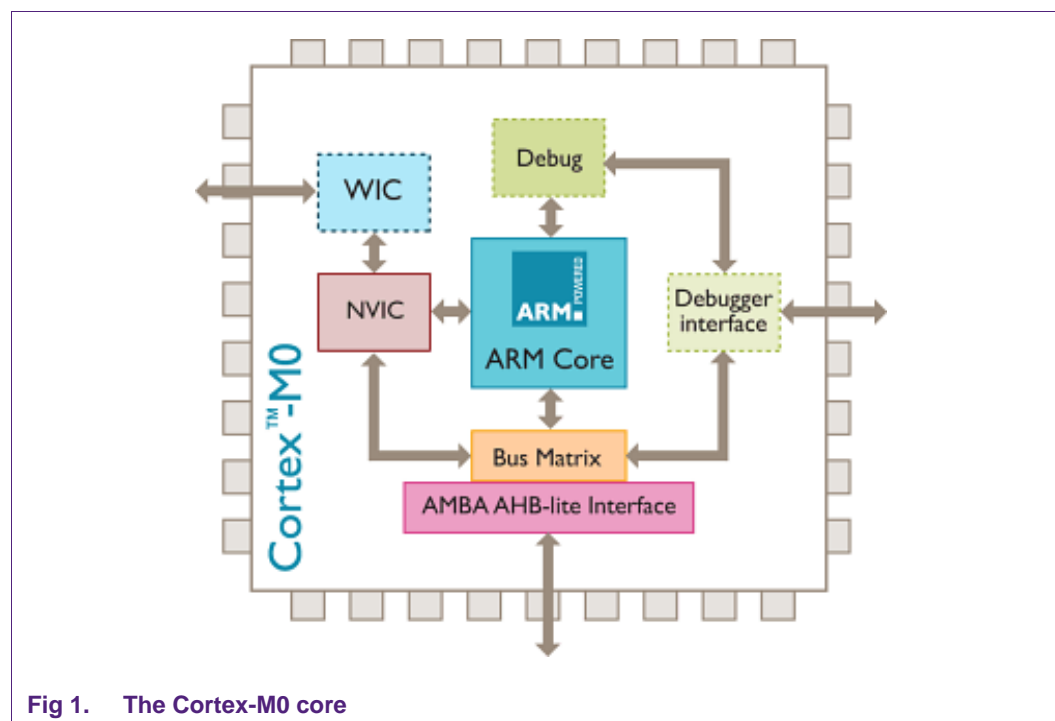 Debug
WIC
POWERED
ARM
NVIC
ARM Core
Debugger
interface
Cortex™-M0
Bus Matrix
AMBA AHB-lite Interface
Fig 1. The Cortex-M0 core